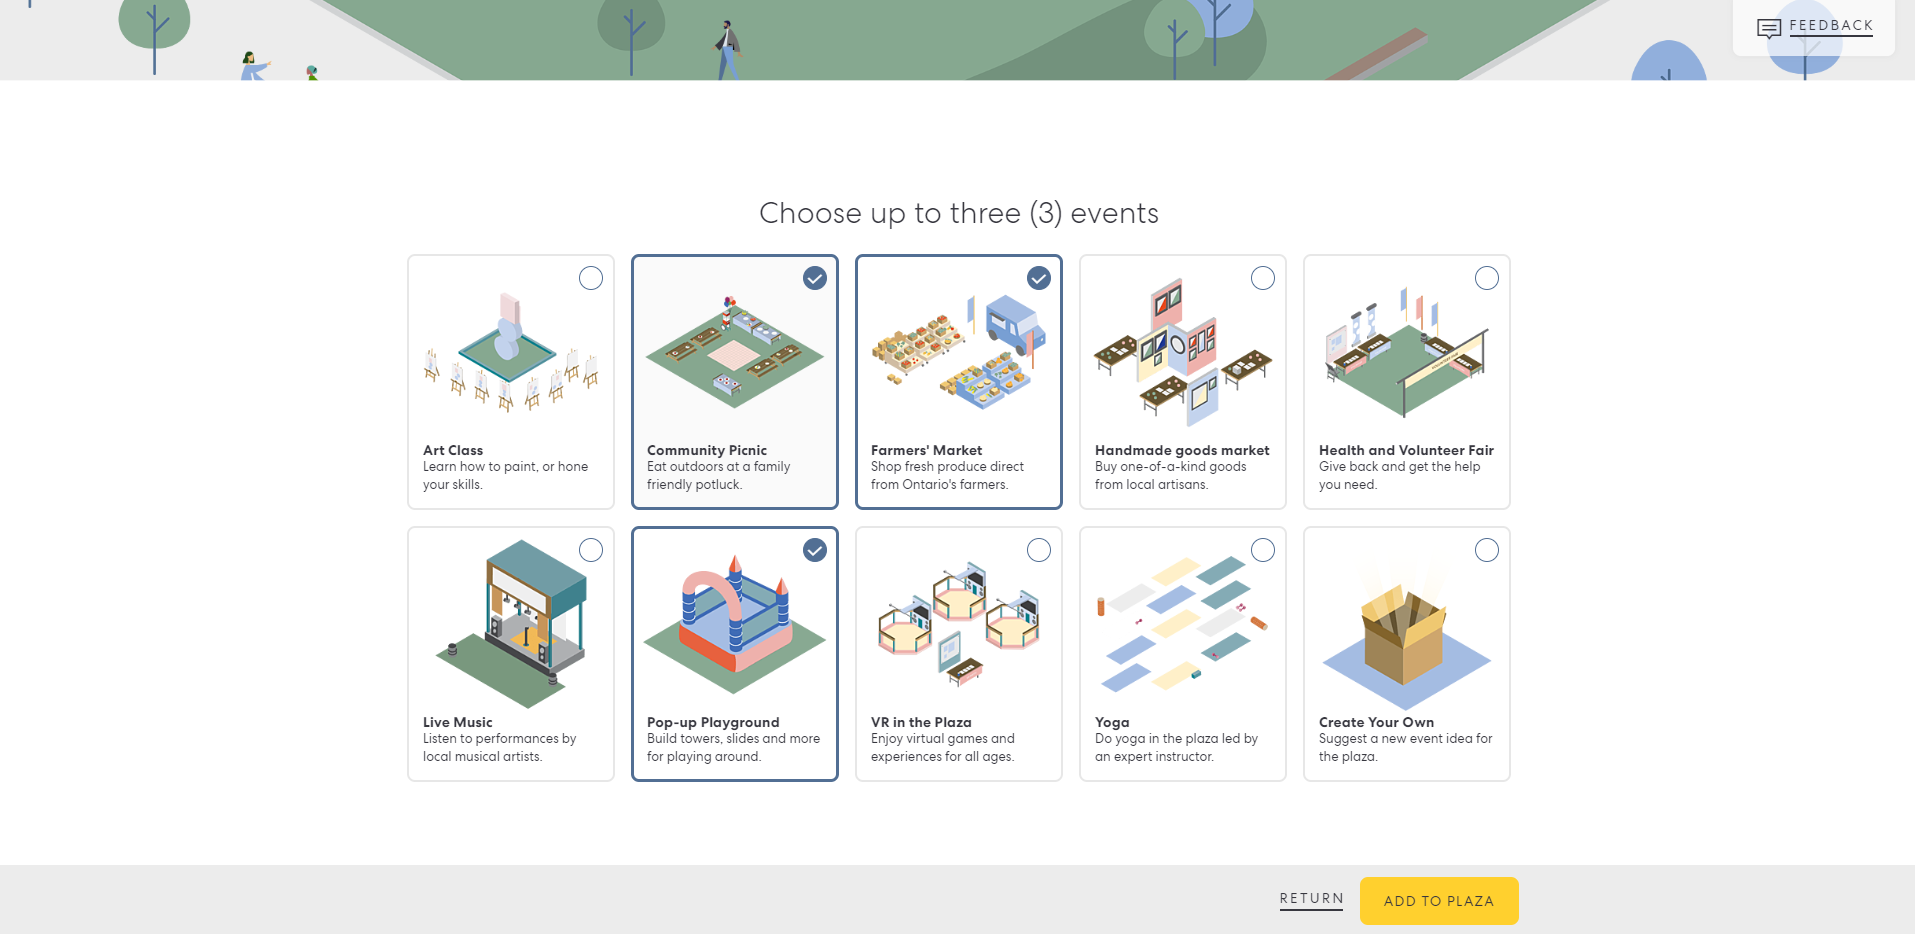 FEEDBACK
Choose up to three (3) events
Art Class
Learn how to paint, or hone
your skills.
Community Picnic
Eat outdoors at a family
friendly potluck.
Farmers' Market
Shop fresh produce direct
from Ontario's farmers.
Handmade goods market
Buy one-of-a-kind goods
from local artisans.
Health and Volunteer Fair
Give back and get the help
you need.
Live Music
Listen to performances by
local musical artists.
Pop-up Playground
Build towers, slides and more
for playing around.
VR in the Plaza
Enjoy virtual games and
experiences for all ages.
Yoga
Do yoga in the plaza led by
an expert instructor.
Create Your Own
Suggest a new event idea for
the plaza.
RETURN
ADD TO PLAZA